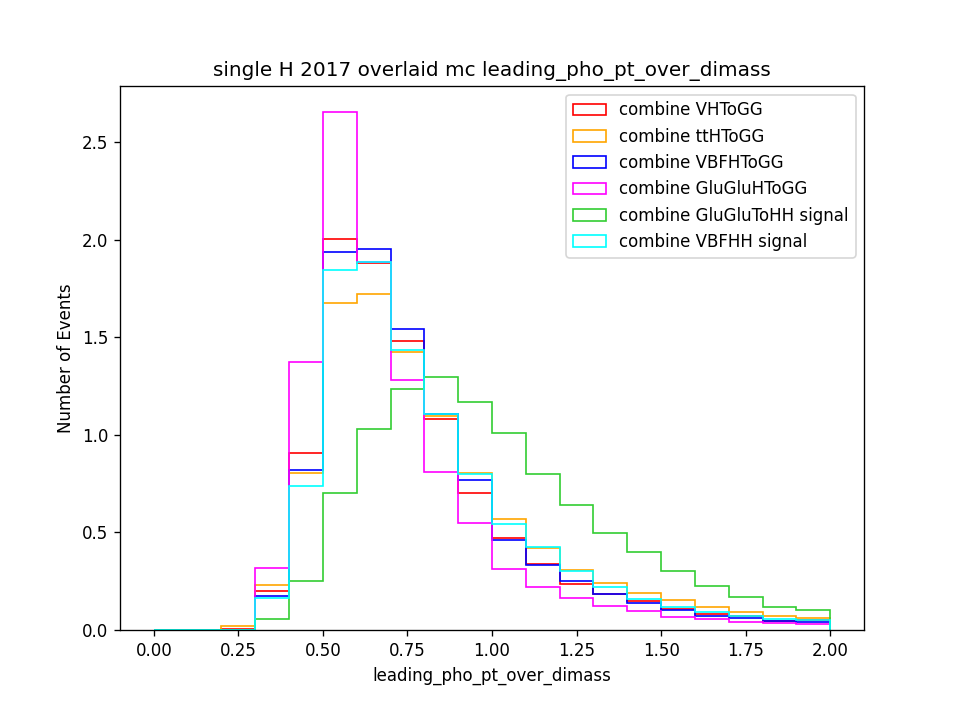 single H 2017 overlaid mc leading_pho_pt_over_dimass
combine VHToGG
combine ttHToGG
combine VBFHToGG
combine GluGluHToGG
combine GluGluToHH signal
combine VBFHH signal
Number of Events
2.5
2.0
1.5
1.0
0.5
0.0
0.00 0.25 0.50 0.75 1.00 1.25 1.50 1.75 2.00
leading_pho_pt_over_dimass